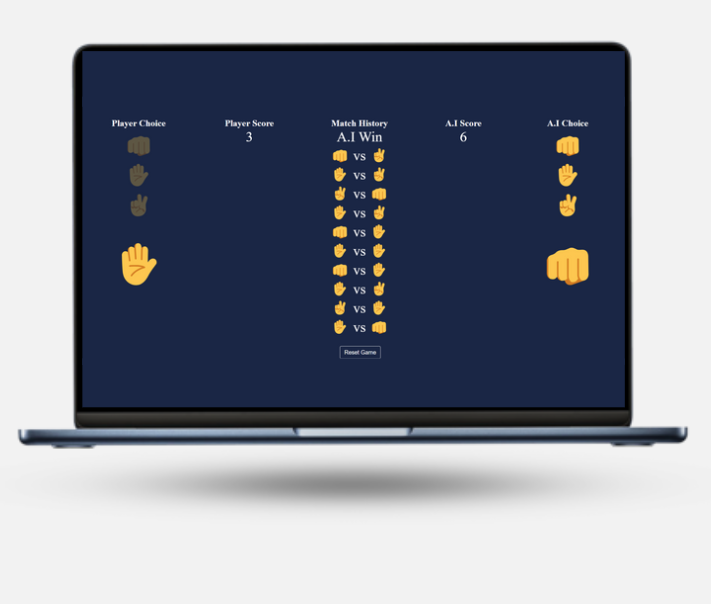 Player Choice
Player Score
3
Match History
A.I Win
VS
VS
VS
VS
VS
VS
VS
VS
VS
VS
Reset Game
A.I Score
6
A.I Choice